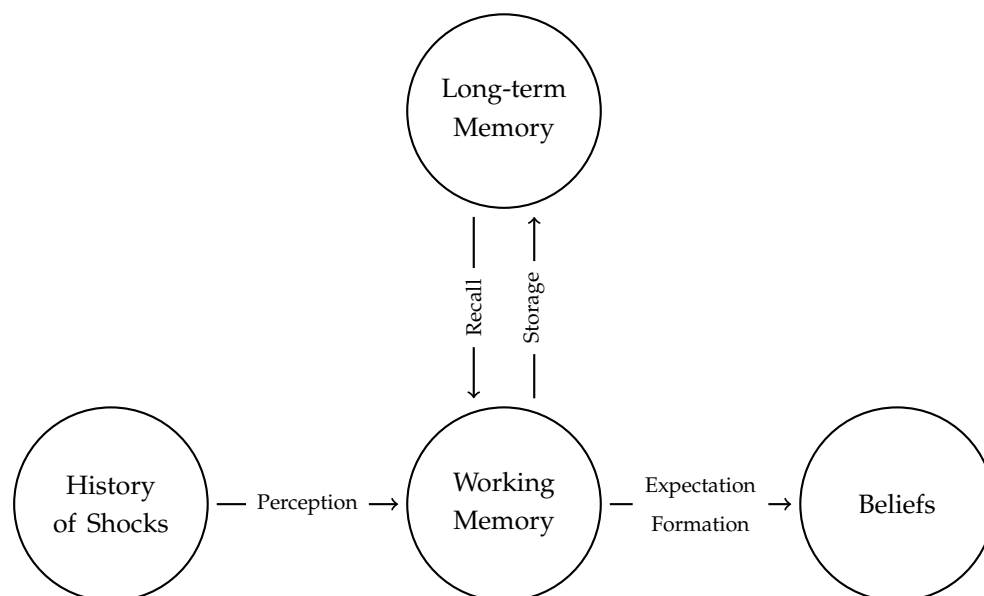 Long-term
Memory
Recall
Storage
History
of Shocks
Perception
Working
Memory
Expectation
Formation
Beliefs